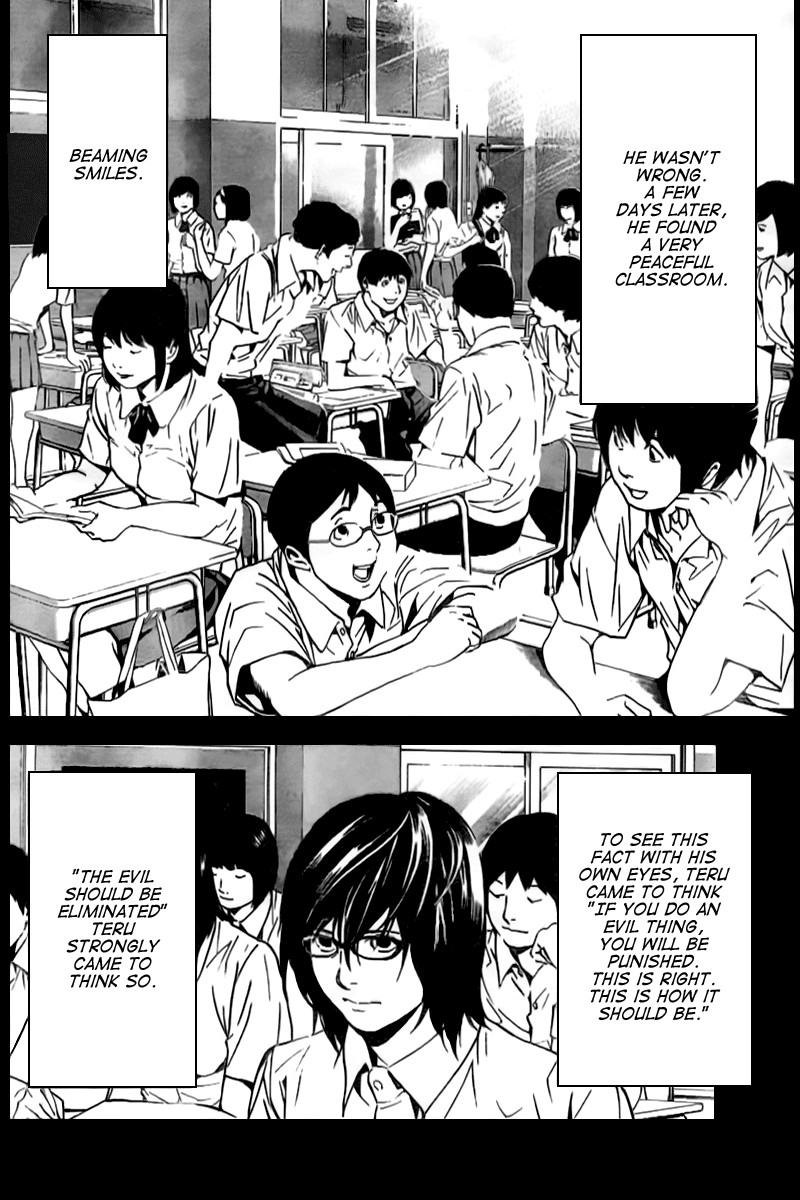 HE WASN'T
WRONG.
A FEW
DAYS LATER,
HE FOUND
A VERY
PEACEFUL
CLASSROOM.
BEAMING
SMILES.
TO SEE THIS
FACT WITH HIS
OWN EYES, TERU
CAME TO THINK
"IF YOU DO AN
EVIL THING,
YOU WILL BE
PUNISHED.
THIS IS RIGHT.
THIS IS HOW IT
SHOULD BE."
"THE EVIL
SHOULD BE
ELIMINATED"
TERU
STRONGLY
CAME TO
THINK SO.